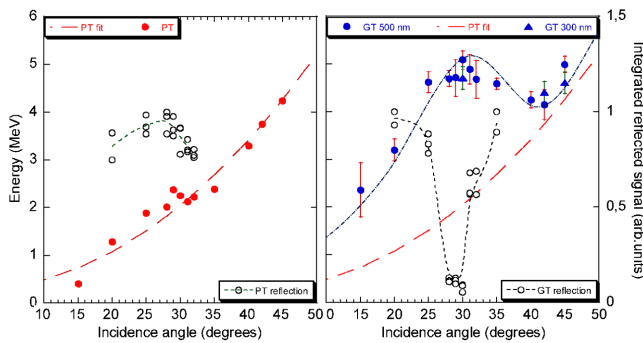 PT fit
PT
GT 500 nm
PT fit
GT 300 nm
6
5
4
3
2
1
0
Energy (MeV)
PT reflection
10 15 20 25 30 35 40 45 50
Incidence angle (degrees)
GT reflection
0 15 20 25 30 35 40 45 50
Incidence angle (degrees)
1,5
1
0,5
0
Integrated reflected signal (arb.units)